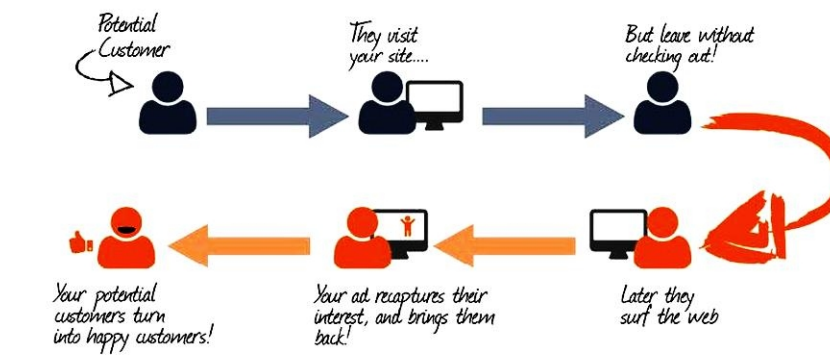 Potential
Customer
They visit
your site....
But leave without
checking out!
Later they
surf the web
Your ad recaptures their
interest, and brings them
back!
Your potential
customers turn
into happy customers!